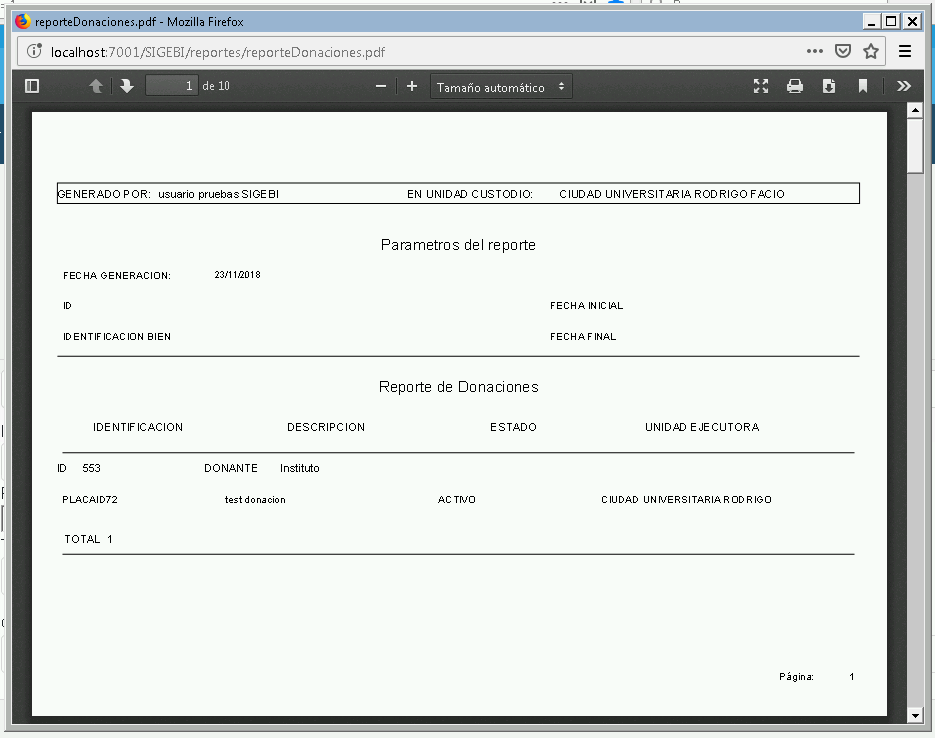 reporteDonaciones.pdf - Mozilla Firefox
localhost:7001/SIGEBI/reportes/reporteDonaciones.pdf
1 de 10 Tamaño automático
GENERADO POR: usuario pruebas SIGEBI EN UNIDAD CUSTODIO: CIUDAD UNIVERSITARIA RODRIGO FACIO
Parametros del reporte
FECHA GENERACION: 23/11/2018
ID FECHA INICIAL
IDENTIFICACION BIEN FECHA FINAL
Reporte de Donaciones
IDENTIFICACION DESCRIPCION ESTADO UNIDAD EJECUTORA
ID 553 DONANTE Instituto
PLACAID72 test donacion ACTIVO CIUDAD UNIVERSITARIA RODRIGO
TOTAL 1
Página: 1